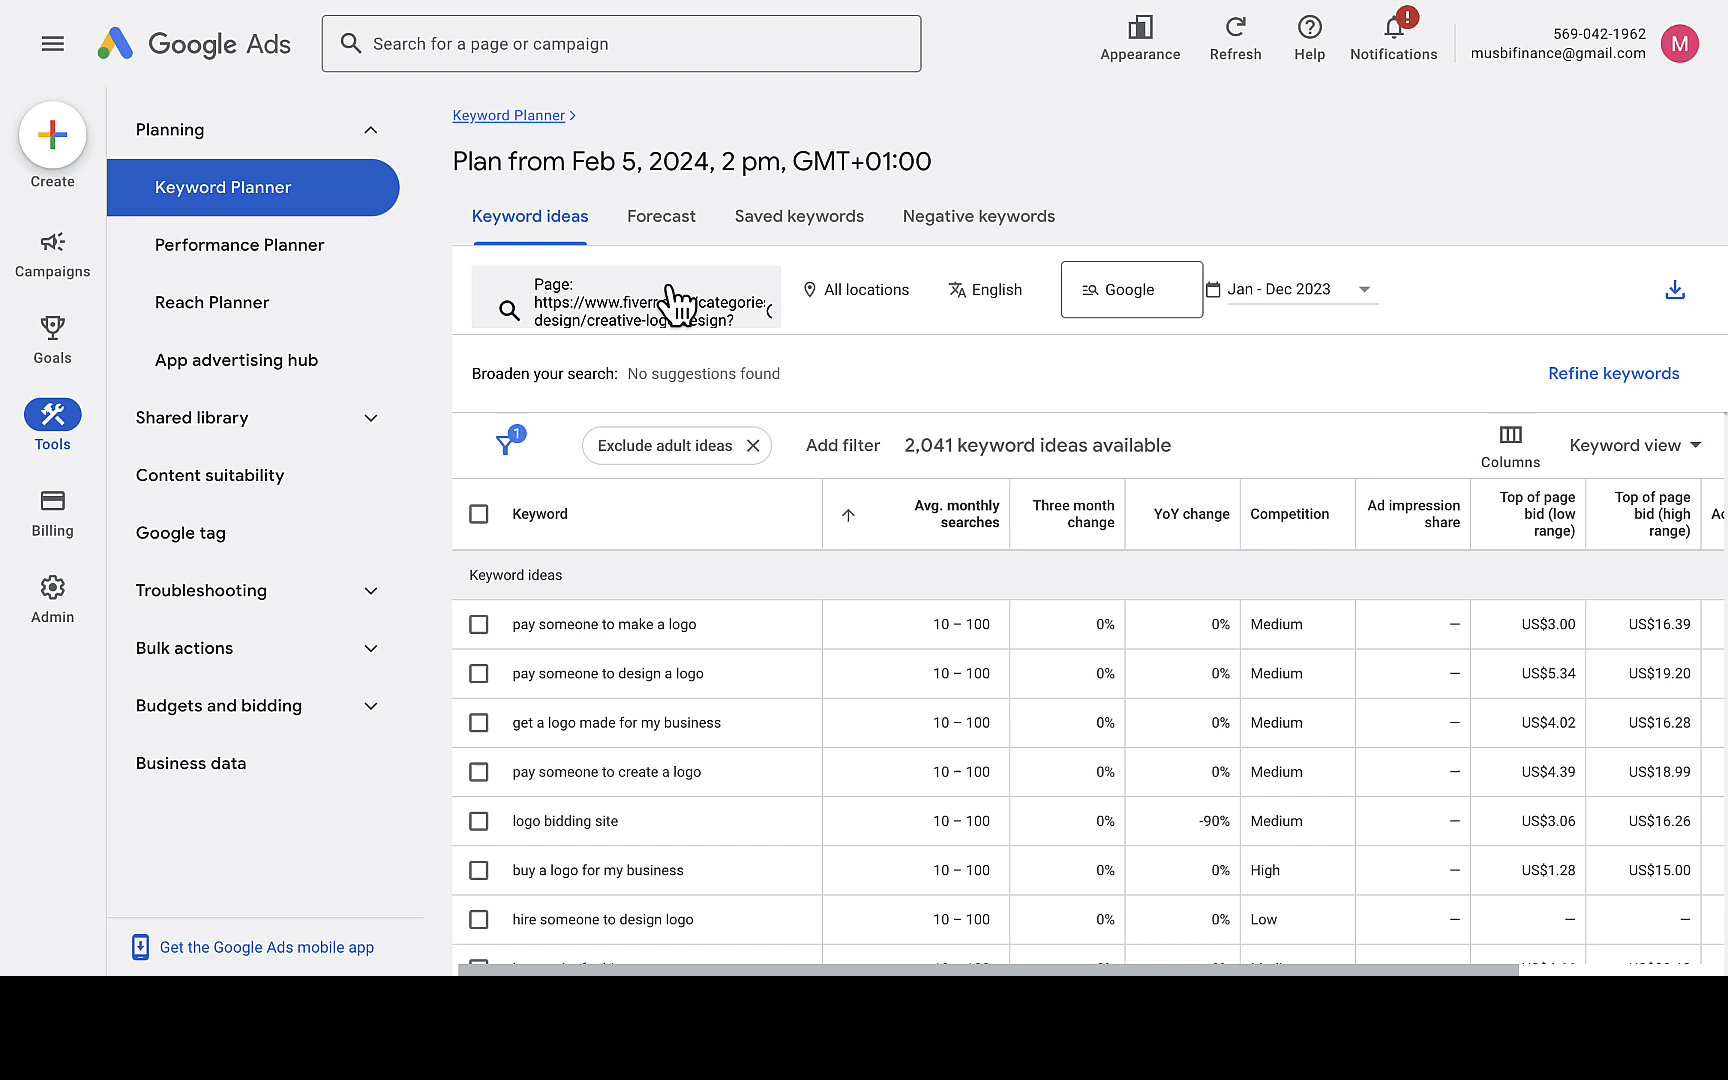 Google Ads
Search for a page or campaign
Appearance
Refresh
Help
!
Notifications
569-042-1962
musbifinance@gmail.com
M
Create
Campaigns
Goals
Tools
Billing
Admin
Planning
Keyword Planner
Performance Planner
Reach Planner
App advertising hub
Shared library
Content suitability
Google tag
Troubleshooting
Bulk actions
Budgets and bidding
Business data
Get the Google Ads mobile app
Keyword Planner >
Plan from Feb 5, 2024, 2 pm, GMT+01:00
Keyword ideas Forecast Saved keywords Negative keywords
Page:
All locations English Google Jan - Dec 2023
Broaden your search: No suggestions found
Refine keywords
1
Exclude adult ideas
Add filter
2,041 keyword ideas available
Columns
Keyword view
Keyword Avg. monthly searches Three month change YoY change Competition Ad impression share Top of page bid (low range) Top of page bid (high range)
Keyword ideas
pay someone to make a logo 10 – 100 0% 0% Medium — US$3.00 US$16.39
pay someone to design a logo 10 – 100 0% 0% Medium — US$5.34 US$19.20
get a logo made for my business 10 – 100 0% 0% Medium — US$4.02 US$16.28
pay someone to create a logo 10 – 100 0% 0% Medium — US$4.39 US$18.99
logo bidding site 10 – 100 0% -90% Medium — US$3.06 US$16.26
buy a logo for my business 10 – 100 0% 0% High — US$1.28 US$15.00
hire someone to design logo 10 – 100 0% 0% Low — — —